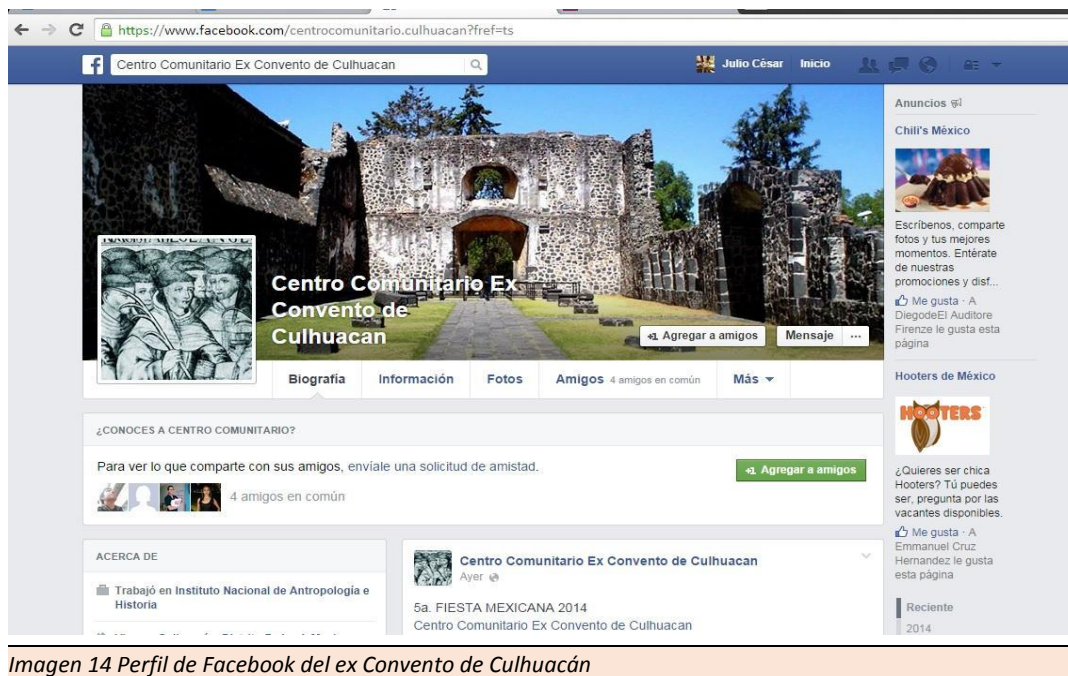 https://www.facebook.com/centrocomunitario.culhuacan?fref=ts
f
Centro Comunitario Ex Convento de Culhuacan
Julio César Inicio
Centro Comunitario Ex
Convento de
Culhuacan
+1 Agregar a amigos
Mensaje
...
Biografía
Información
Fotos
Amigos 4 amigos en común
Más
¿CONOCES A CENTRO COMUNITARIO?
Para ver lo que comparte con sus amigos, envíale una solicitud de amistad.
+1 Agregar a amigos
4 amigos en común
ACERCA DE
Trabajó en Instituto Nacional de Antropología e
Historia
Centro Comunitario Ex Convento de Culhuacan
Ayer
5a. FIESTA MEXICANA 2014
Centro Comunitario Ex Convento de Culhuacan
Anuncios
Chili's México
Escríbenos, comparte
fotos y tus mejores
momentos. Entérate
de nuestras
promociones y disf...
Me gusta · A
DiegodeEl Auditore
Firenze le gusta esta
página
Hooters de México
HOOTERS
¿Quieres ser chica
Hooters? Tú puedes
ser, pregunta por las
vacantes disponibles.
Me gusta · A
Emmanuel Cruz
Hernandez le gusta
esta página
Reciente
2014
Imagen 14 Perfil de Facebook del ex Convento de Culhuacán